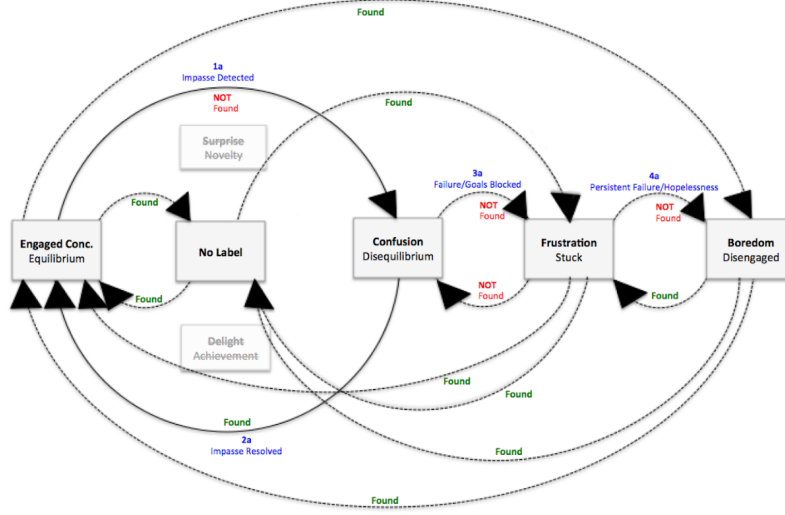 Found
1a
Impasse Detected
NOT
Found
Found
Surprise
Novelty
3a
Failure/Goals Blocked
NOT
Found
4a
Persistent Failure/Hopelessness
NOT
Found
Found
Engaged Conc.
Equilibrium
No Label
Confusion
Disequilibrium
Frustration
Stuck
Boredom
Disengaged
Found
NOT
Found
Found
Delight
Achievement
Found
Found
Found
2a
Impasse Resolved
Found
Found